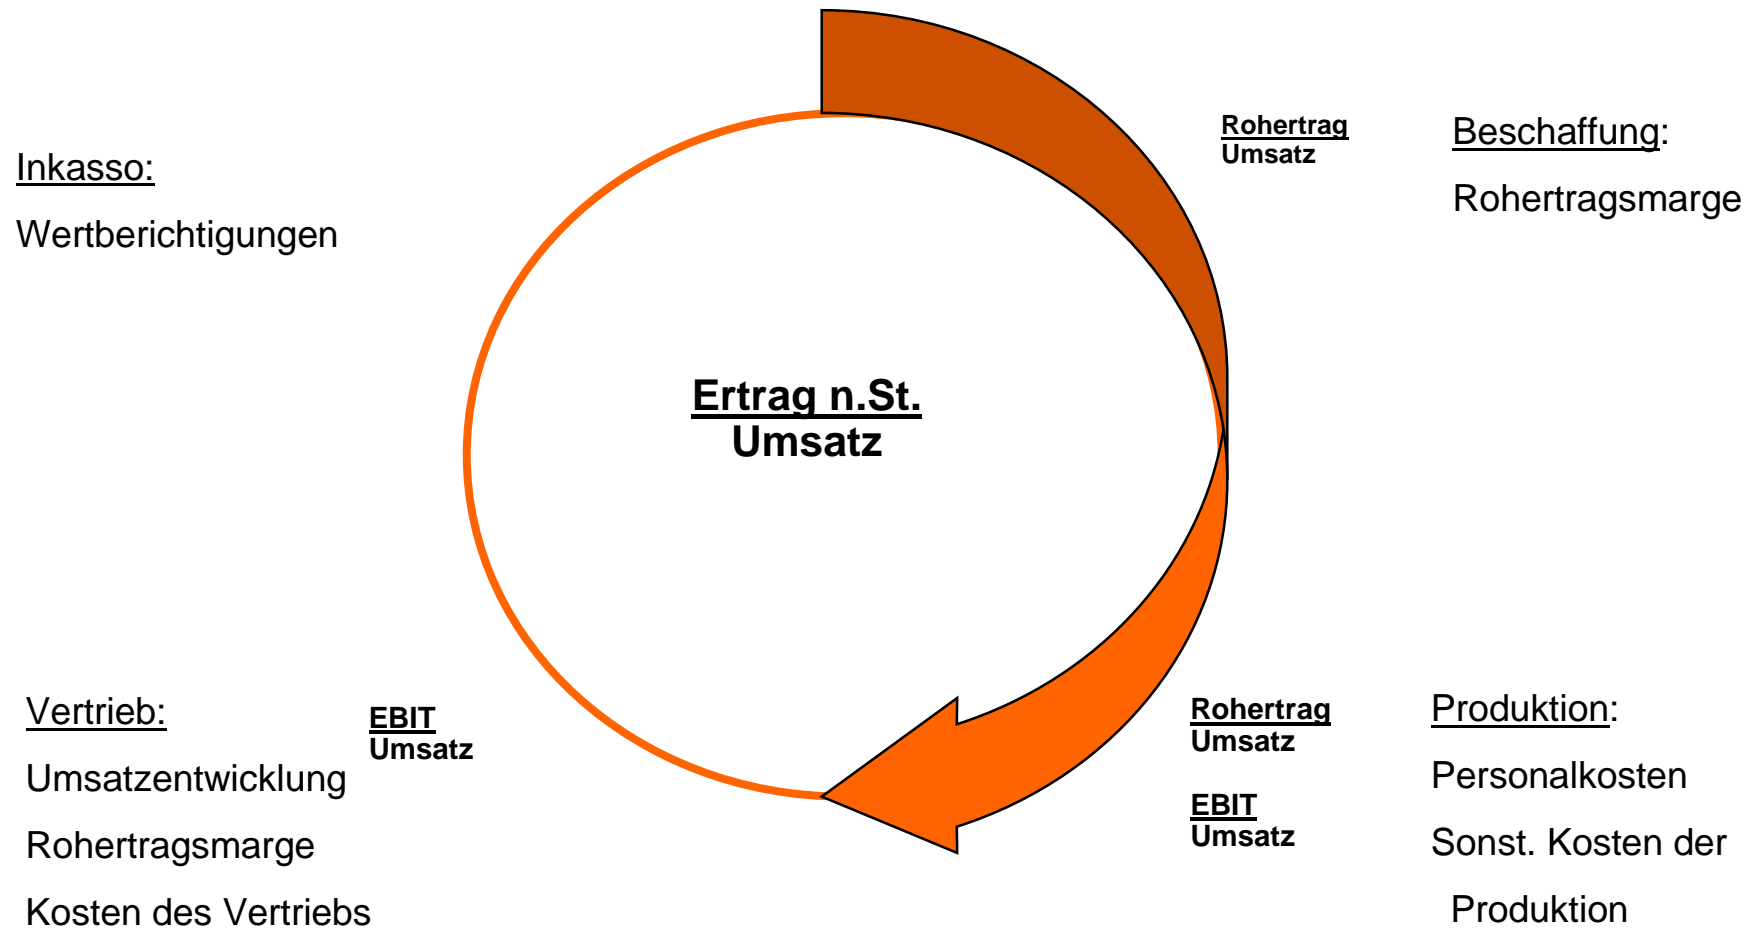 Inkasso:
Wertberichtigungen
Rohertrag
Umsatz
Beschaffung:
Rohertragsmarge
Ertrag n.St.
Umsatz
Vertrieb:
Umsatzentwicklung
Rohertragsmarge
Kosten des Vertriebs
EBIT
Umsatz
Rohertrag
Umsatz
EBIT
Umsatz
Produktion:
Personalkosten
Sonst. Kosten der
Produktion